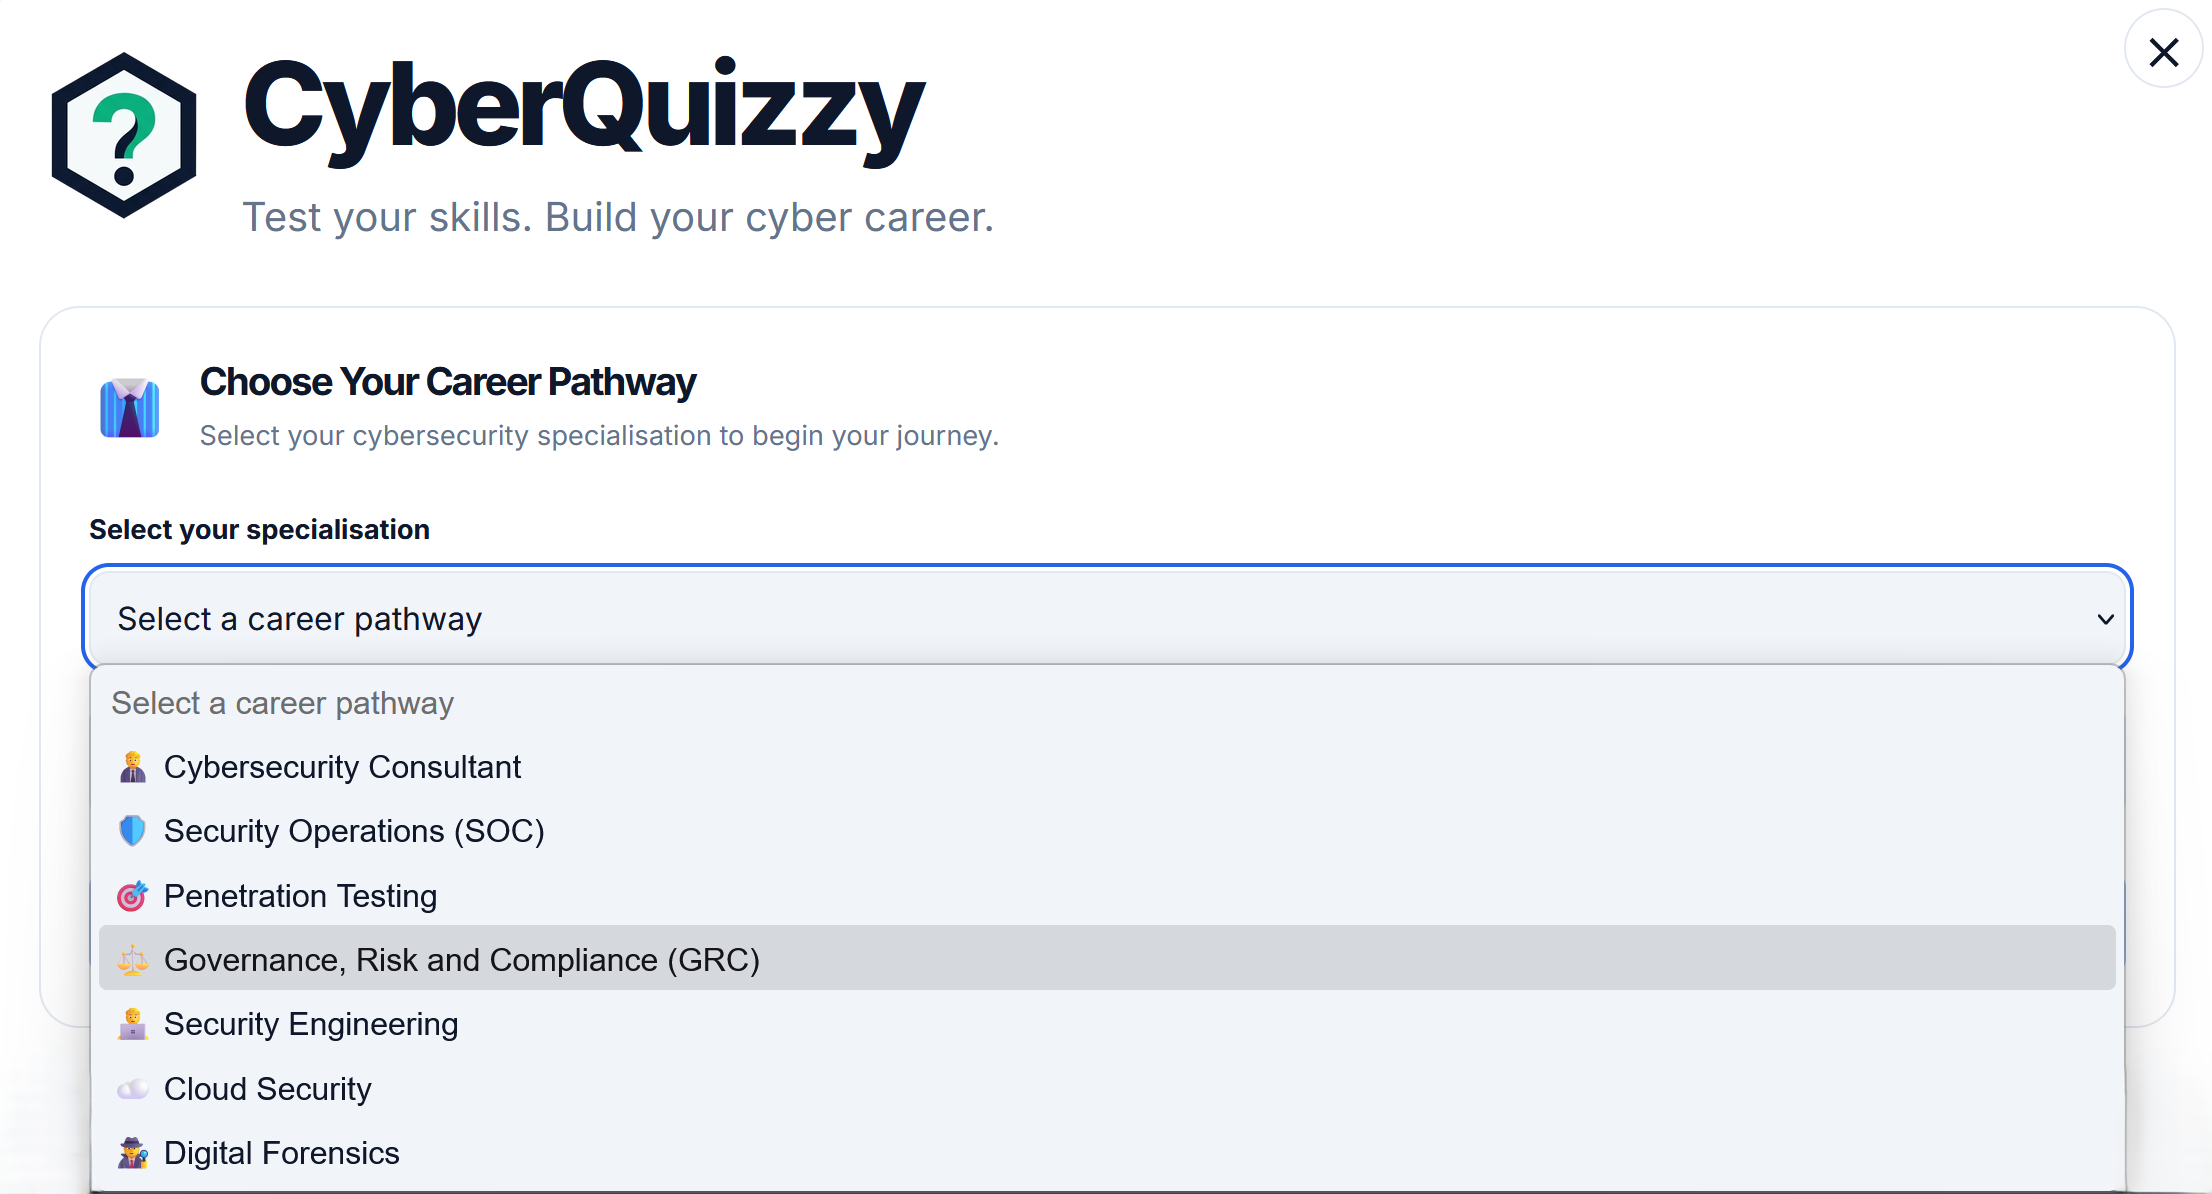 CyberQuizzy
Test your skills. Build your cyber career.
Choose Your Career Pathway
Select your cybersecurity specialisation to begin your journey.
Select your specialisation
Select a career pathway
Select a career pathway
Cybersecurity Consultant
Security Operations (SOC)
Penetration Testing
Governance, Risk and Compliance (GRC)
Security Engineering
Cloud Security
Digital Forensics